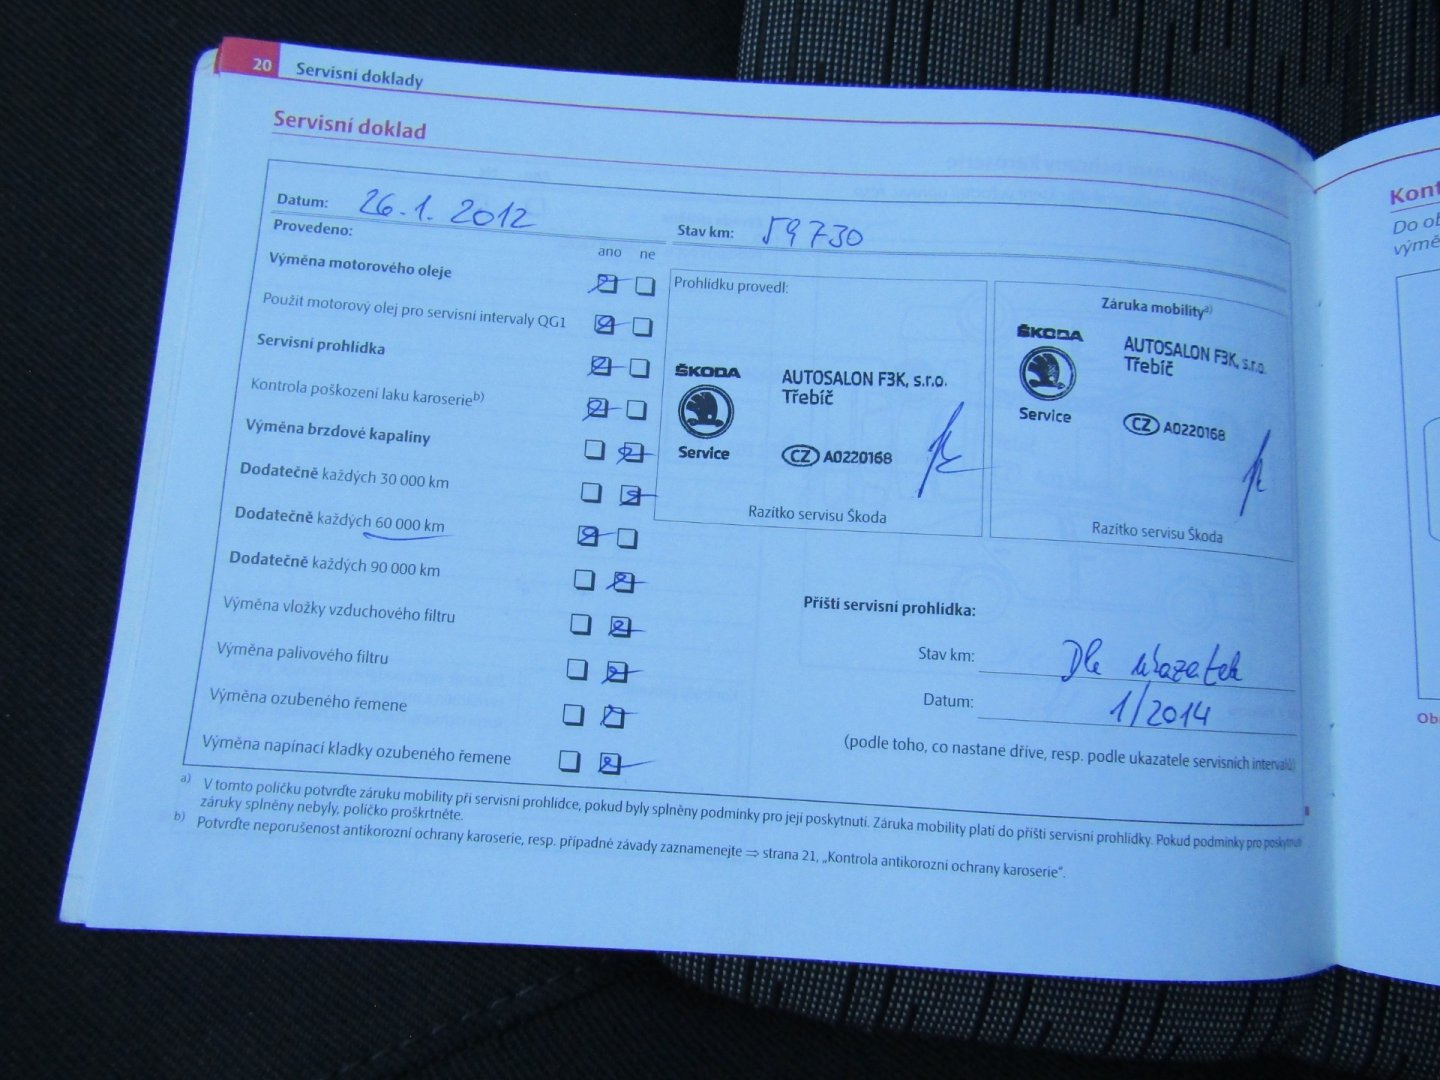 20 Servisní doklady
Servisní doklad
Datum: 26.1. 2012
Stav km: 59730
Provedeno:
ano ne
Výměna motorového oleje
Použit motorový olej pro servisní intervaly QG1
Servisní prohlídka
Kontrola poškození laku karoserie b)
Výměna brzdové kapaliny
Dodatečně každých 30 000 km
Dodatečně každých 60 000 km
Dodatečně každých 90 000 km
Výměna vložky vzduchového filtru
Výměna palivového filtru
Výměna ozubeného řemene
Výměna napínací kladky ozubeného řemene
Prohlídku provedl:
ŠKODA
Service
AUTOSALON F3K, s.r.o.
Třebíč
CZ A0220168
Razítko servisu Škoda
Záruka mobility a)
ŠKODA
Service
AUTOSALON F3K, s.r.o.
Třebíč
CZ A0220168
Razítko servisu Škoda
Příští servisní prohlídka:
Stav km: Dle ukazatele
Datum: 1/2014
(podle toho, co nastane dříve, resp. podle ukazatele servisních intervalů)
a) V tomto políčku potvrďte záruku mobility při servisní prohlídce, pokud byly splněny podmínky pro její poskytnutí. Záruka mobility platí do příští servisní prohlídky. Pokud podmínky pro poskytnutí
záruky splněny nebyly, políčko proškrtněte.
b) Potvrďte neporušenost antikorozní ochrany karoserie, resp. případné závady zaznamenejte ⇒ strana 21, „Kontrola antikorozní ochrany karoserie“.
Kont
Do ob
výmě
Ob